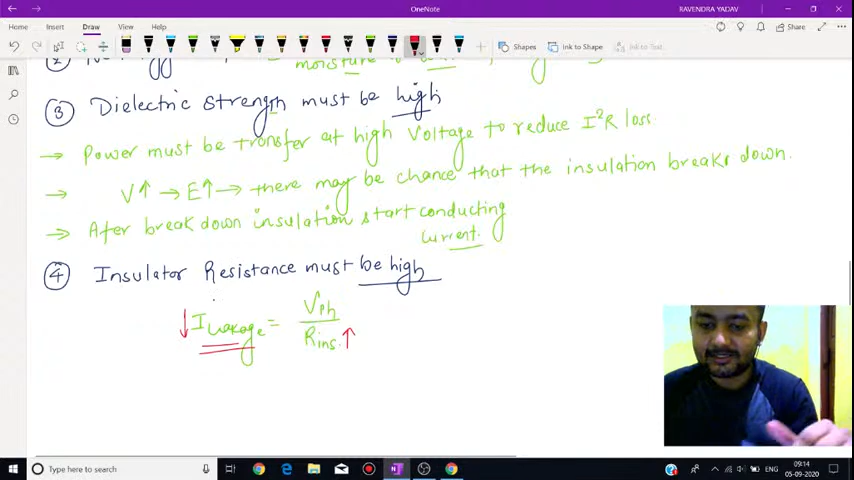 OneNote
RAVENDRA YADAV
Home Insert Draw View Help
Share
Shapes Ink to Shape Ink to Text
②
moisture
③ Dielectric strength must be high
→ Power must be transfer at high voltage to reduce I²R loss.
→ V↑ → E↑ → there may be chance that the insulation breaks down.
→ After break down insulation start conducting
current.
④ Insulator Resistance must be high
↓ I Leakage = VPh / Rins. ↑
Type here to search
ENG
09:14
05-09-2020